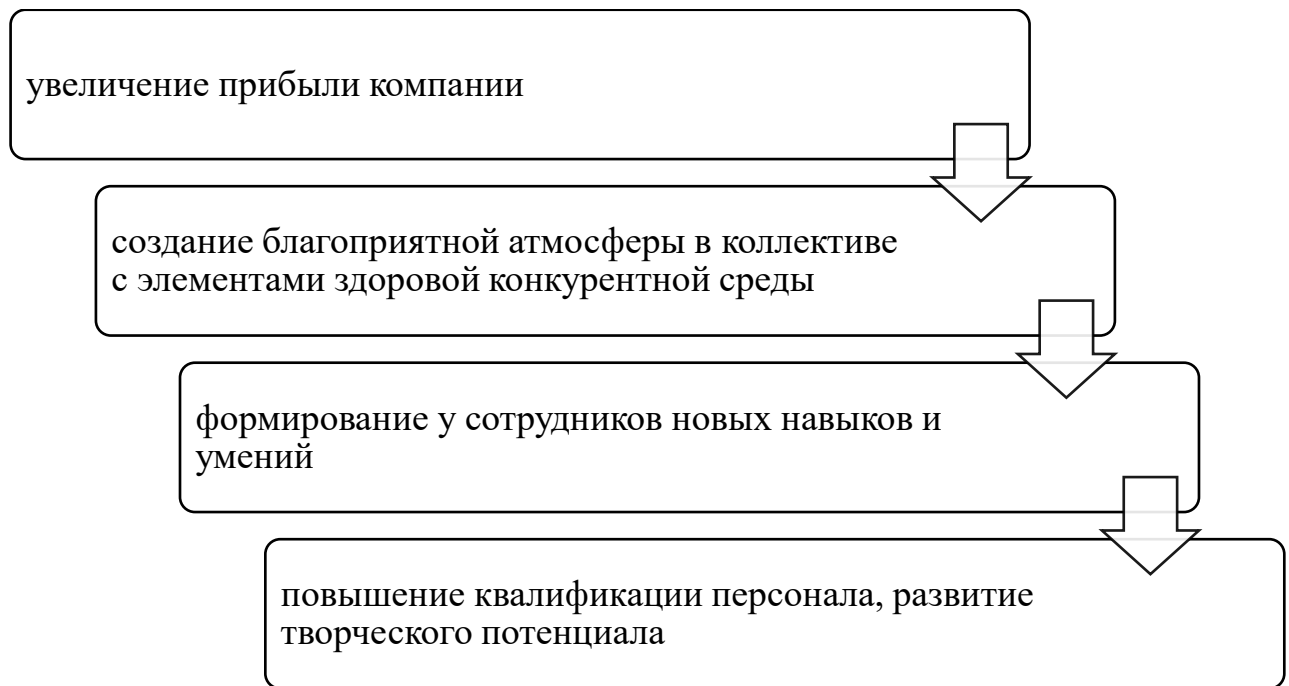 увеличение прибыли компании
создание благоприятной атмосферы в коллективе
с элементами здоровой конкурентной среды
формирование у сотрудников новых навыков и
умений
повышение квалификации персонала, развитие
творческого потенциала